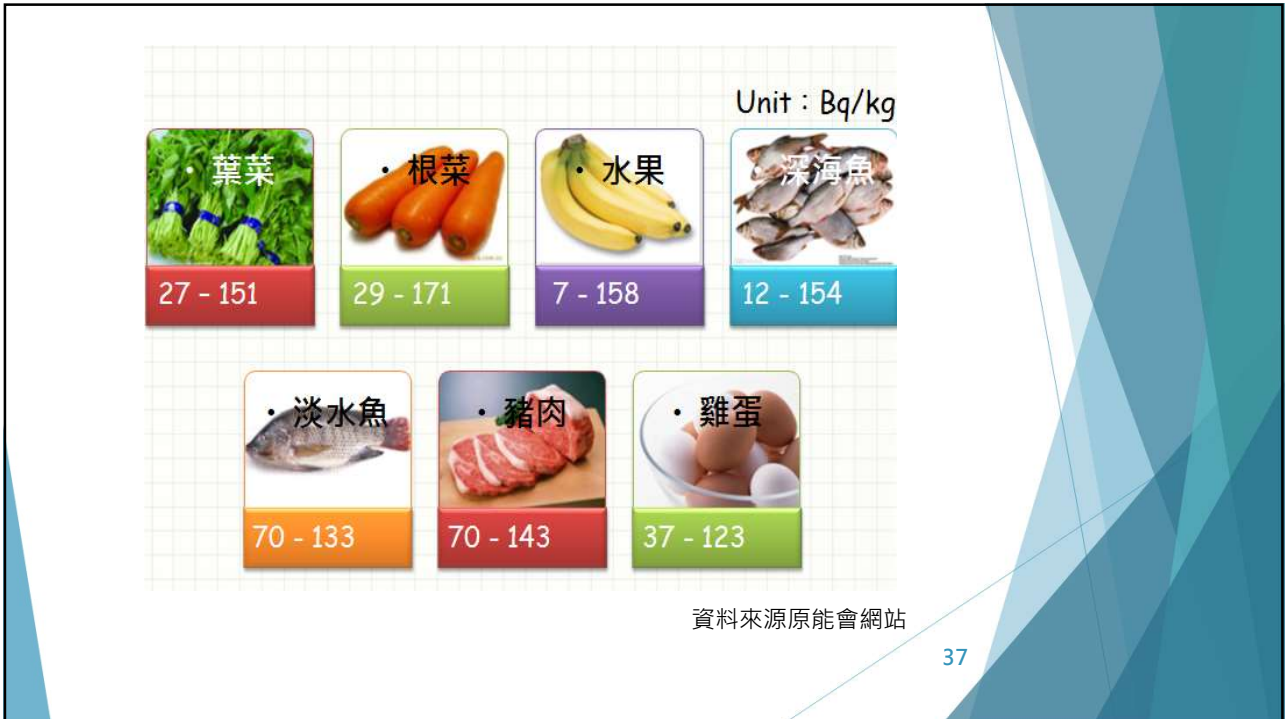 Unit：Bq/kg
• 葉菜
27 - 151
• 根菜
29 - 171
• 水果
7 - 158
• 深海魚
12 - 154
• 淡水魚
70 - 133
• 豬肉
70 - 143
• 雞蛋
37 - 123
資料來源原能會網站
37